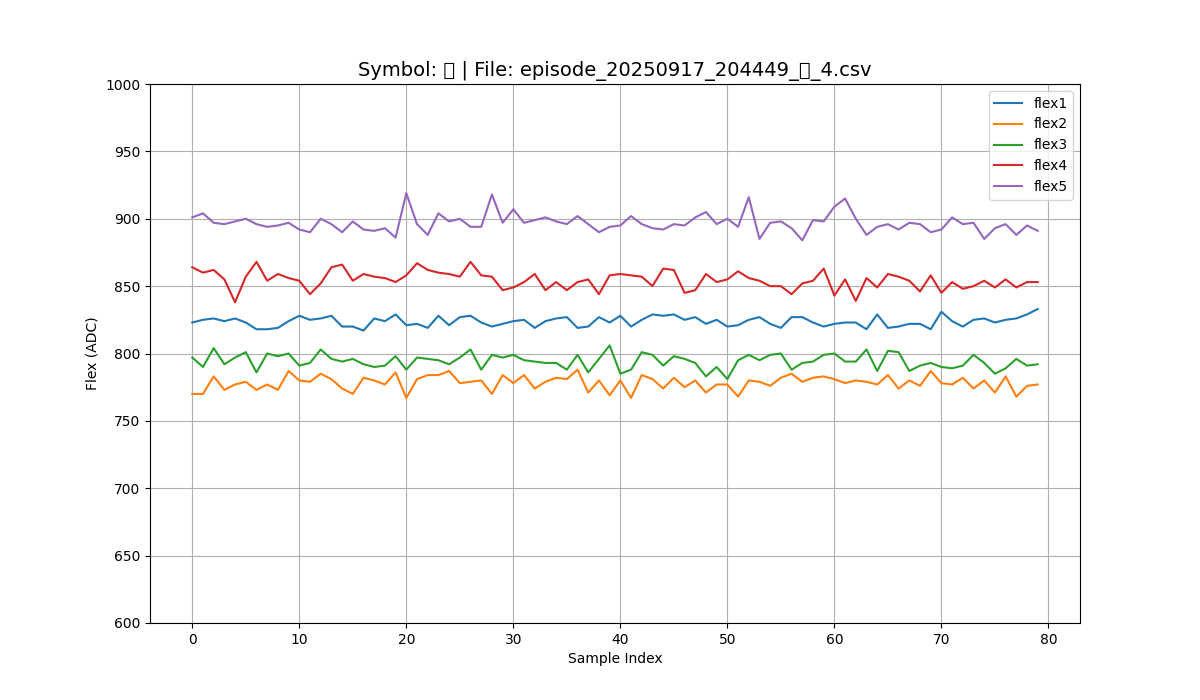 Symbol: | File: episode_20250917_204449_ _4.csv
1000
950
900
850
800
750
700
650
600
Flex (ADC)
0 10 20 30 40 50 60 70 80
Sample Index
flex1
flex2
flex3
flex4
flex5